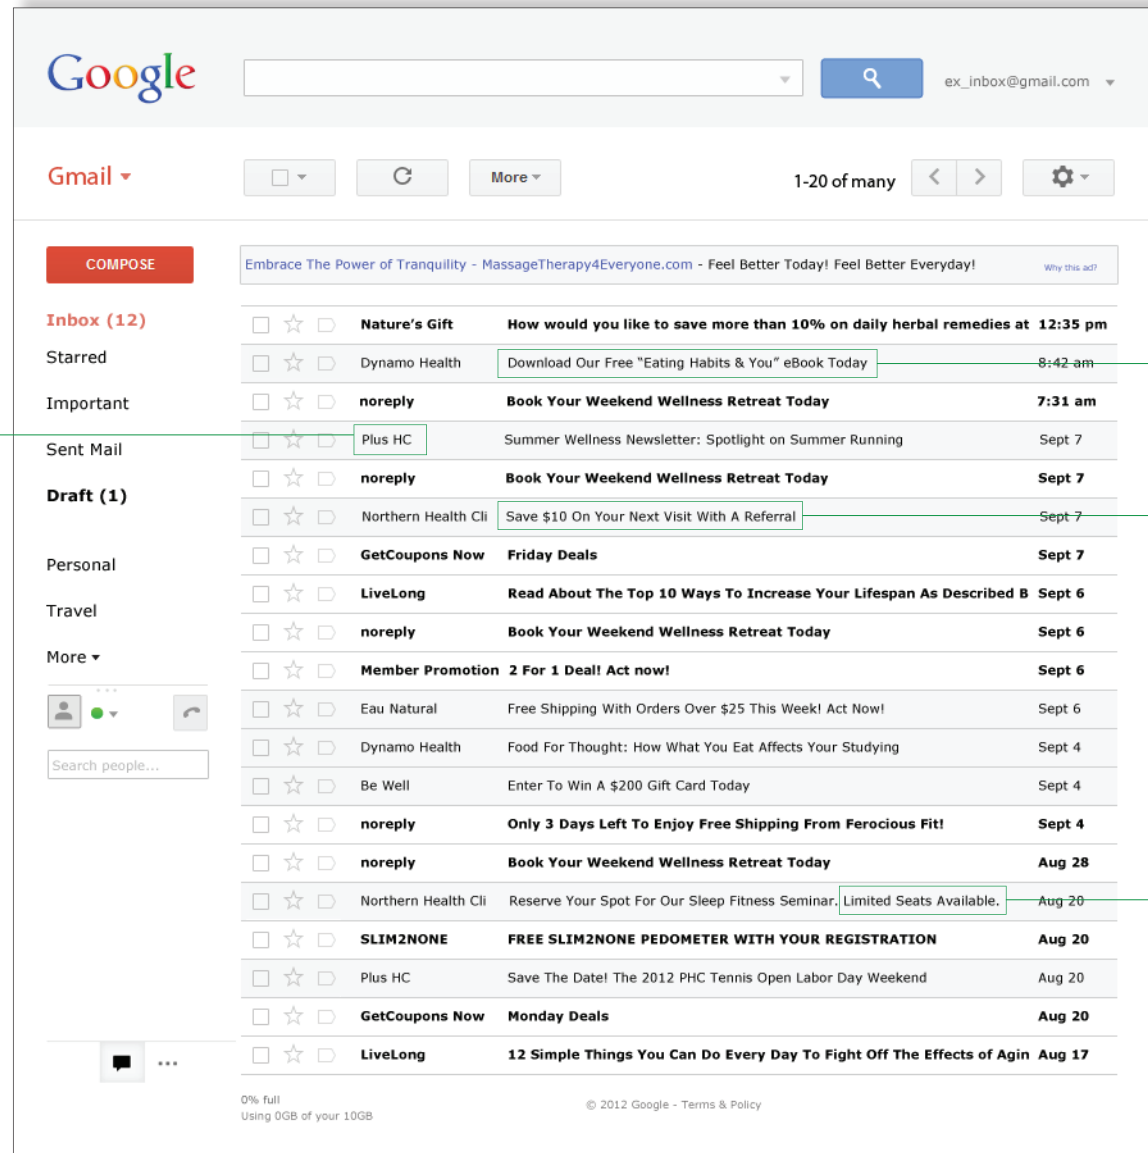 Google
ex_inbox@gmail.com
Gmail
More
1-20 of many
COMPOSE
Embrace The Power of Tranquility - MassageTherapy4Everyone.com - Feel Better Today! Feel Better Everyday! Why this ad?
Inbox (12)
Starred
Important
Sent Mail
Draft (1)
Personal
Travel
More
Search people...
Nature's Gift How would you like to save more than 10% on daily herbal remedies at 12:35 pm
Dynamo Health Download Our Free “Eating Habits & You” eBook Today 8:42 am
noreply Book Your Weekend Wellness Retreat Today 7:31 am
Plus HC Summer Wellness Newsletter: Spotlight on Summer Running Sept 7
noreply Book Your Weekend Wellness Retreat Today Sept 7
Northern Health Cli Save $10 On Your Next Visit With A Referral Sept 7
GetCoupons Now Friday Deals Sept 7
LiveLong Read About The Top 10 Ways To Increase Your Lifespan As Described B Sept 6
noreply Book Your Weekend Wellness Retreat Today Sept 6
Member Promotion 2 For 1 Deal! Act now! Sept 6
Eau Natural Free Shipping With Orders Over $25 This Week! Act Now! Sept 6
Dynamo Health Food For Thought: How What You Eat Affects Your Studying Sept 4
Be Well Enter To Win A $200 Gift Card Today Sept 4
noreply Only 3 Days Left To Enjoy Free Shipping From Ferocious Fit! Sept 4
noreply Book Your Weekend Wellness Retreat Today Aug 28
Northern Health Cli Reserve Your Spot For Our Sleep Fitness Seminar. Limited Seats Available. Aug 20
SLIM2NONE FREE SLIM2NONE PEDOMETER WITH YOUR REGISTRATION Aug 20
Plus HC Save The Date! The 2012 PHC Tennis Open Labor Day Weekend Aug 20
GetCoupons Now Monday Deals Aug 20
LiveLong 12 Simple Things You Can Do Every Day To Fight Off The Effects of Agin Aug 17
0% full
Using 0GB of your 10GB
© 2012 Google - Terms & Policy